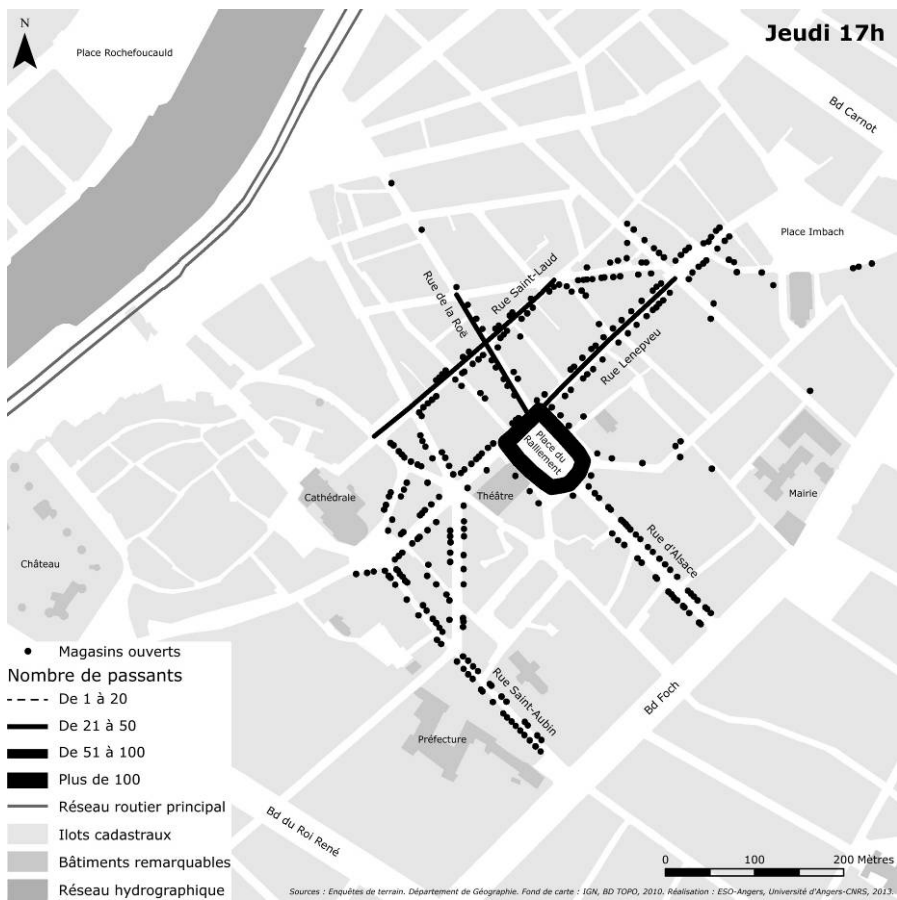 N
Jeudi 17h
Place Rochefoucauld
Bd Carnot
Place Imbach
Rue Saint-Laud
Rue de la Roë
Rue Lenepveu
Place du
Ralliement
Cathédrale
Théâtre
Mairie
Rue d'Alsace
Château
Rue Saint-Aubin
Bd Foch
Préfecture
Bd du Roi René
Magasins ouverts
Nombre de passants
De 1 à 20
De 21 à 50
De 51 à 100
Plus de 100
Réseau routier principal
Ilots cadastraux
Bâtiments remarquables
Réseau hydrographique
0 100 200 Mètres
Sources : Enquêtes de terrain. Département de Géographie. Fond de carte : IGN, BD TOPO, 2010. Réalisation : ESO-Angers, Université d'Angers-CNRS, 2013.